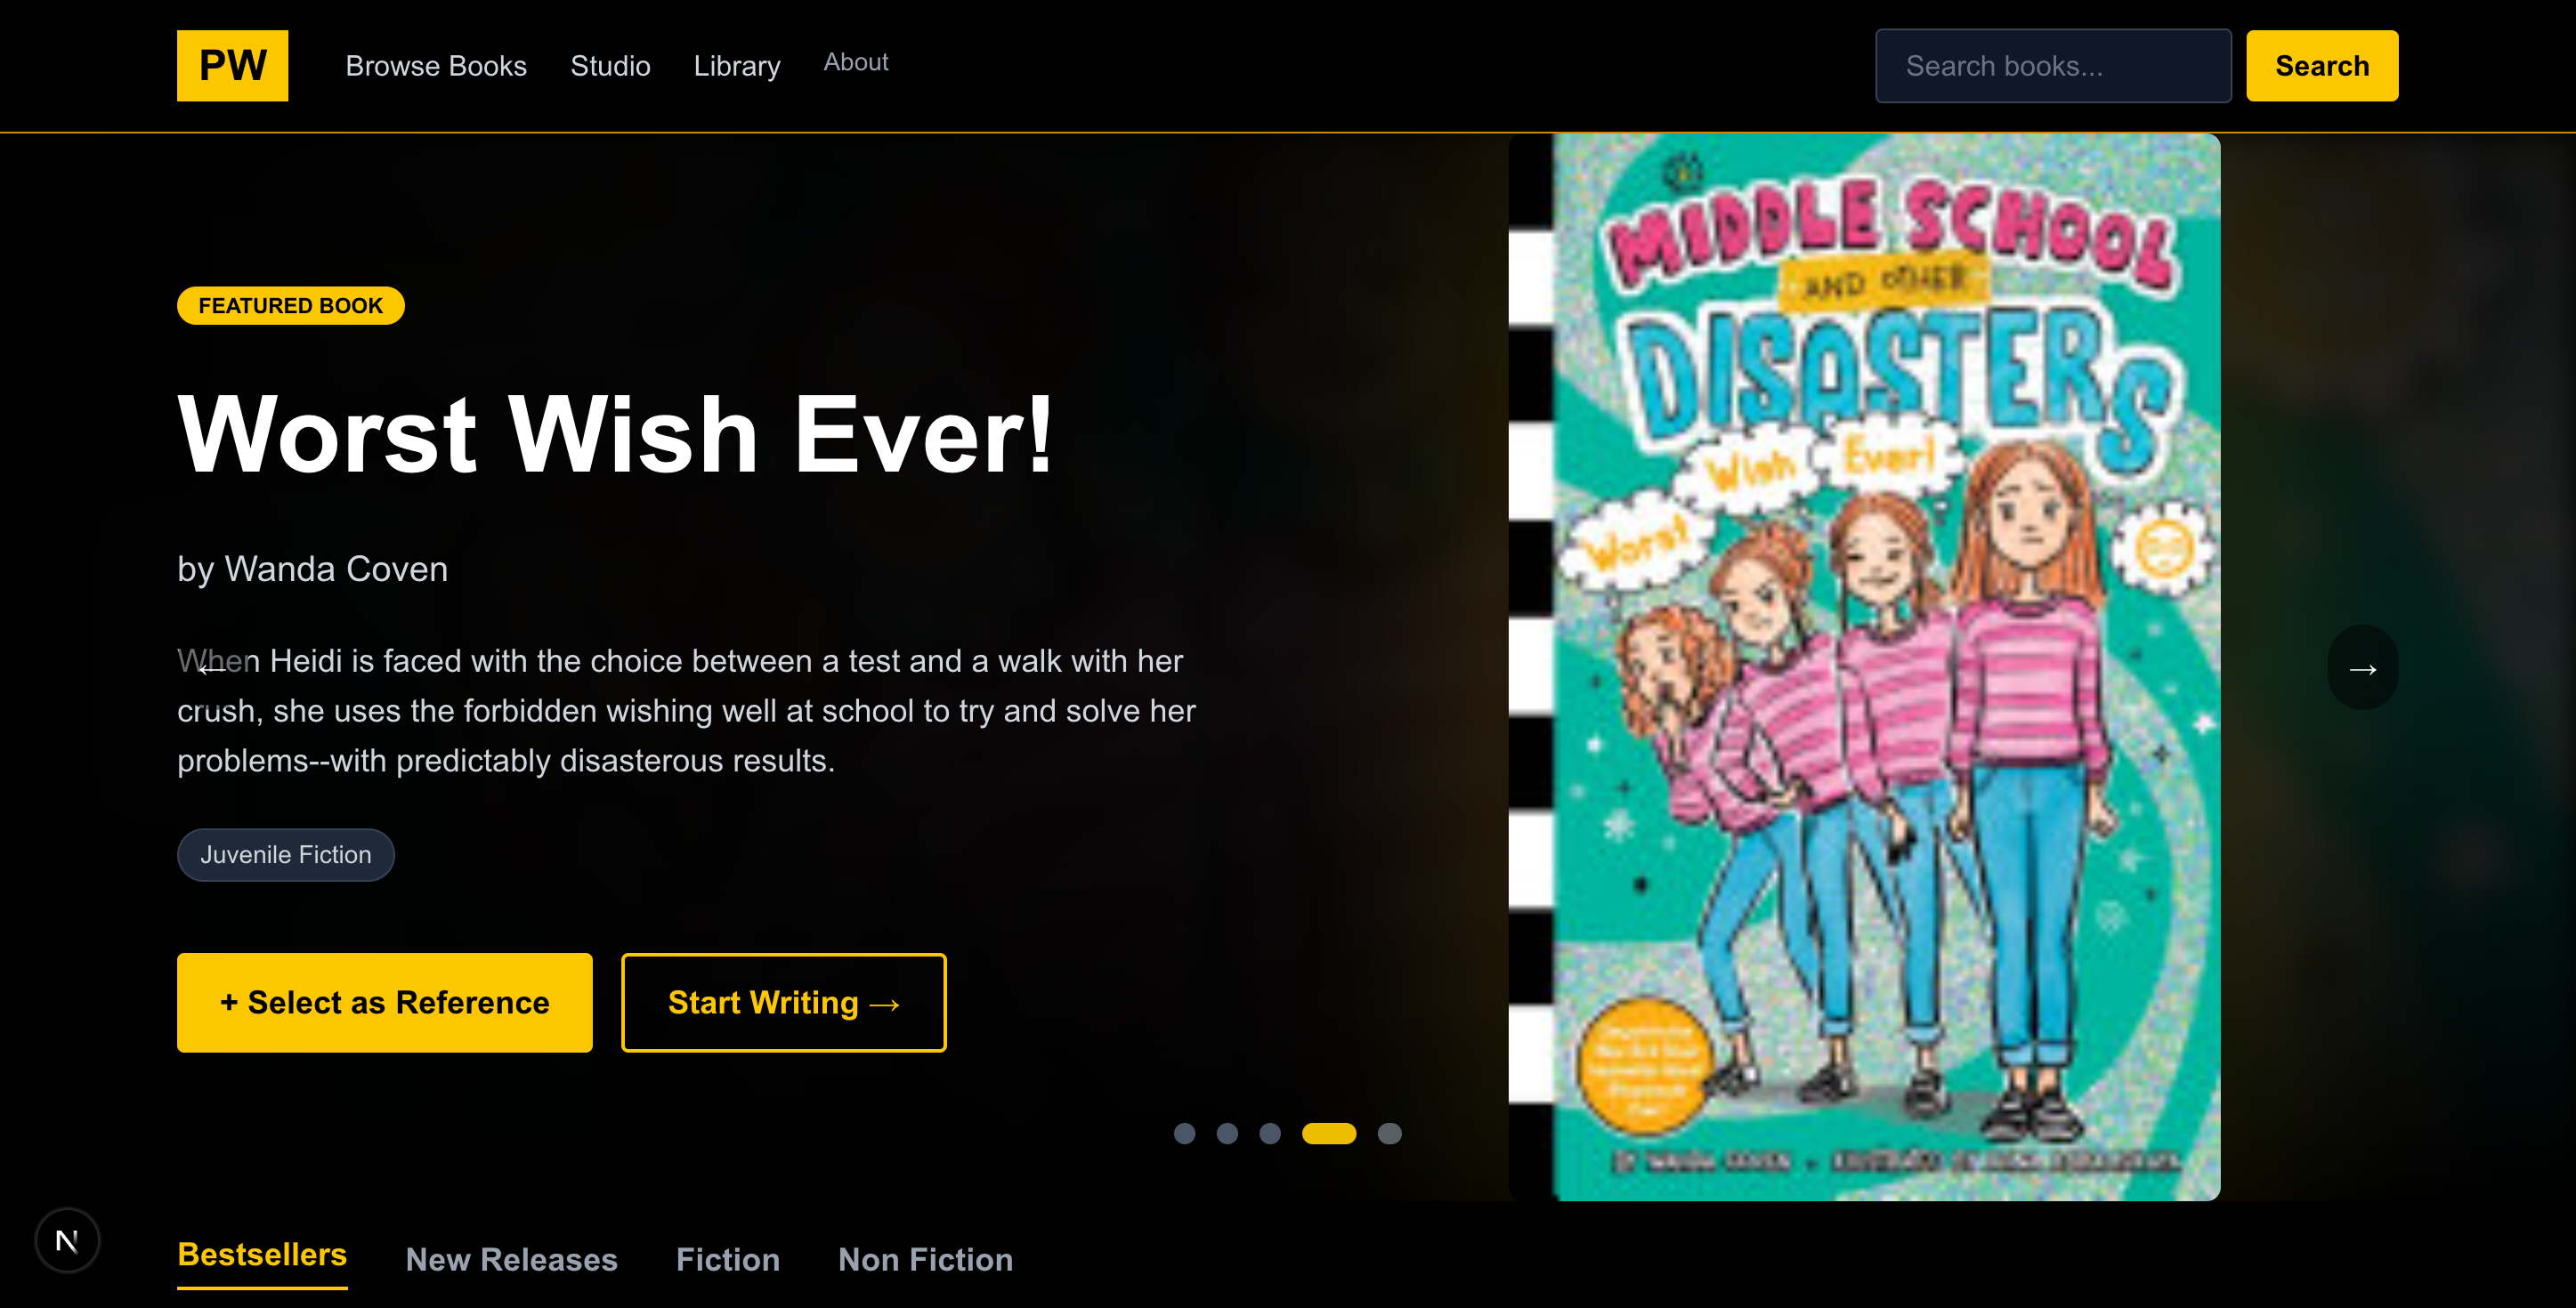 PW
Browse Books
Studio
Library
About
Search books...
Search
FEATURED BOOK
Worst Wish Ever!
by Wanda Coven
When Heidi is faced with the choice between a test and a walk with her
crush, she uses the forbidden wishing well at school to try and solve her
problems--with predictably disasterous results.
Juvenile Fiction
+ Select as Reference
Start Writing →
←
→
MIDDLE SCHOOL
AND OTHER
DISASTERS
Worst
Wish
Ever!
N
Bestsellers
New Releases
Fiction
Non Fiction